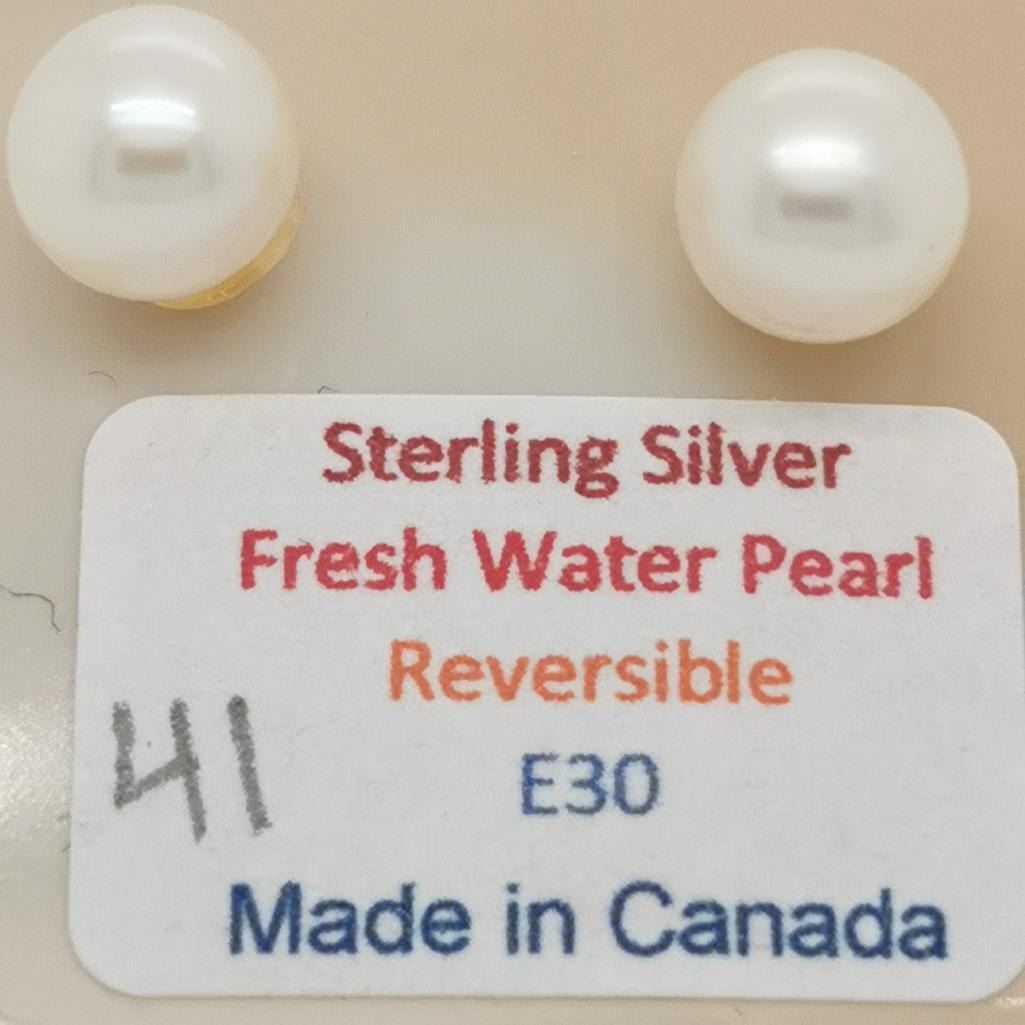 Sterling Silver
Fresh Water Pearl
Reversible
41
E30
Made in Canada